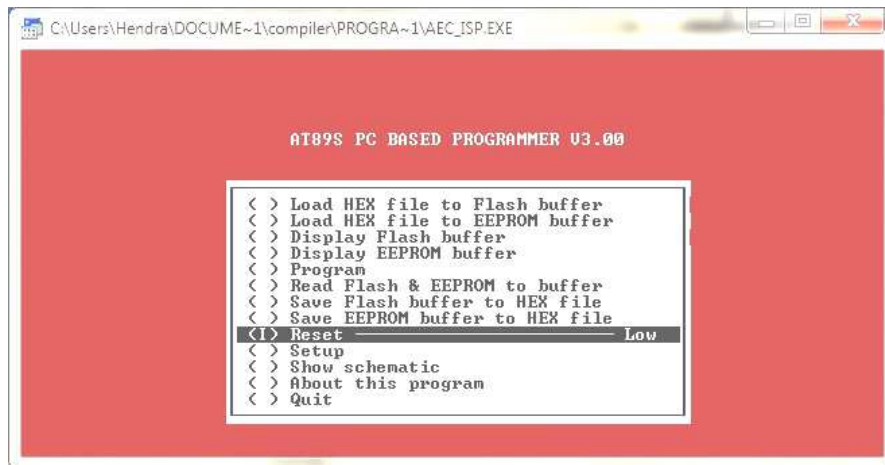 C:\Users\Hendra\DOCUME~1\compiler\PROGRA~1\AEC_ISP.EXE
AT89S PC BASED PROGRAMMER V3.00
( ) Load HEX file to Flash buffer
( ) Load HEX file to EEPROM buffer
( ) Display Flash buffer
( ) Display EEPROM buffer
( ) Program
( ) Read Flash & EEPROM to buffer
( ) Save Flash buffer to HEX file
( ) Save EEPROM buffer to HEX file
(I) Reset ──────────────── Low
( ) Setup
( ) Show schematic
( ) About this program
( ) Quit